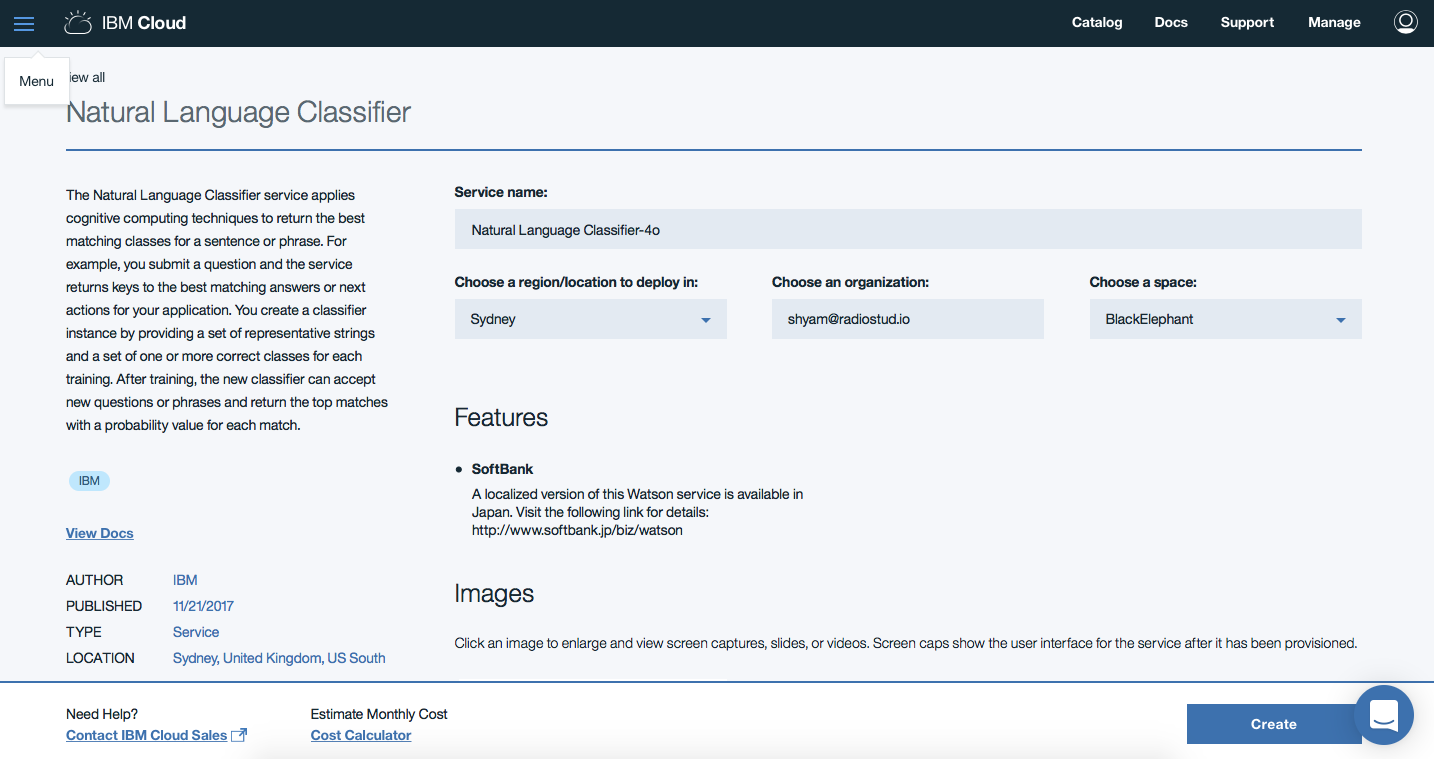 IBM Cloud
Catalog
Docs
Support
Manage
Menu
iew all
Natural Language Classifier
The Natural Language Classifier service applies
cognitive computing techniques to return the best
matching classes for a sentence or phrase. For
example, you submit a question and the service
returns keys to the best matching answers or next
actions for your application. You create a classifier
instance by providing a set of representative strings
and a set of one or more correct classes for each
training. After training, the new classifier can accept
new questions or phrases and return the top matches
with a probability value for each match.
IBM
View Docs
AUTHOR IBM
PUBLISHED 11/21/2017
TYPE Service
LOCATION Sydney, United Kingdom, US South
Service name:
Natural Language Classifier-4o
Choose a region/location to deploy in:
Sydney
Choose an organization:
shyam@radiostud.io
Choose a space:
BlackElephant
Features
• SoftBank
A localized version of this Watson service is available in
Japan. Visit the following link for details:
http://www.softbank.jp/biz/watson
Images
Click an image to enlarge and view screen captures, slides, or videos. Screen caps show the user interface for the service after it has been provisioned.
Need Help?
Contact IBM Cloud Sales
Estimate Monthly Cost
Cost Calculator
Create